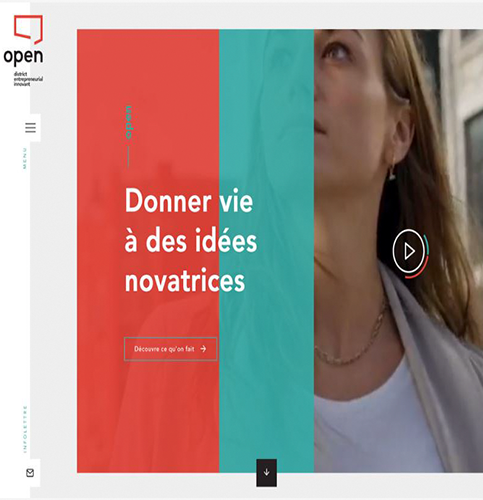 open
district
entrepreneurial
innovant
MENU
open
Donner vie
à des idées
novatrices
Découvre ce qu'on fait
INFOLETTRE